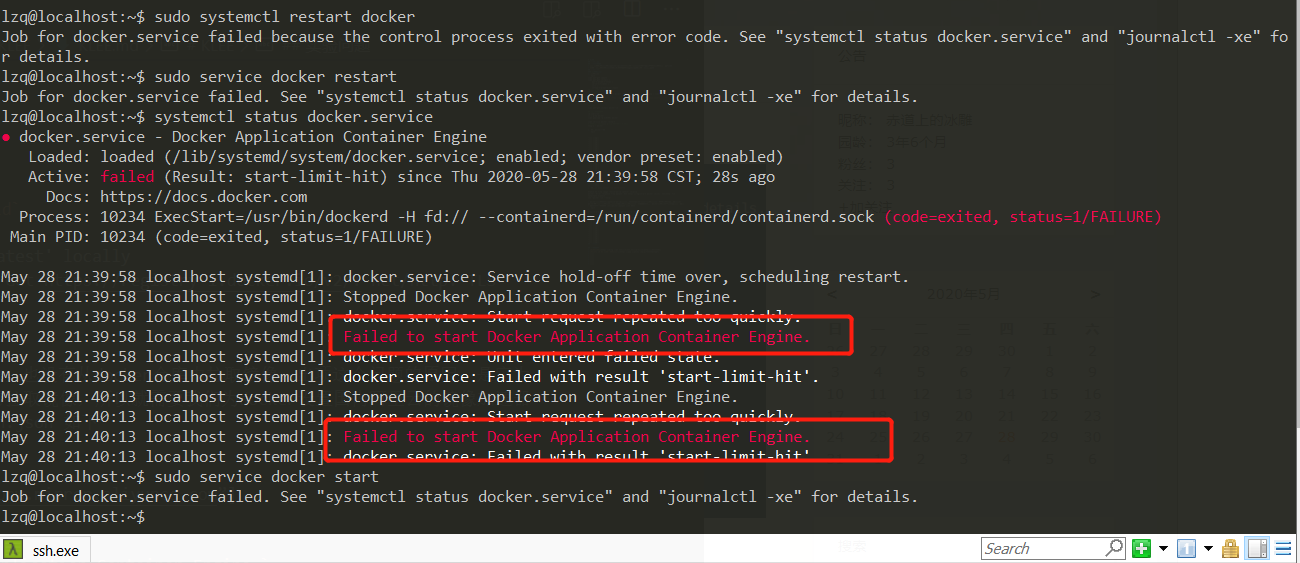 lzq@localhost:~$ sudo systemctl restart docker
Job for docker.service failed because the control process exited with error code. See "systemctl status docker.service" and "journalctl -xe" fo
r details.
lzq@localhost:~$ sudo service docker restart
Job for docker.service failed. See "systemctl status docker.service" and "journalctl -xe" for details.
lzq@localhost:~$ systemctl status docker.service
● docker.service - Docker Application Container Engine
Loaded: loaded (/lib/systemd/system/docker.service; enabled; vendor preset: enabled)
Active: failed (Result: start-limit-hit) since Thu 2020-05-28 21:39:58 CST; 28s ago
Docs: https://docs.docker.com
Process: 10234 ExecStart=/usr/bin/dockerd -H fd:// --containerd=/run/containerd/containerd.sock (code=exited, status=1/FAILURE)
Main PID: 10234 (code=exited, status=1/FAILURE)
May 28 21:39:58 localhost systemd[1]: docker.service: Service hold-off time over, scheduling restart.
May 28 21:39:58 localhost systemd[1]: Stopped Docker Application Container Engine.
May 28 21:39:58 localhost systemd[1]: docker.service: Start request repeated too quickly.
May 28 21:39:58 localhost systemd[1]: Failed to start Docker Application Container Engine.
May 28 21:39:58 localhost systemd[1]: docker.service: Unit entered failed state.
May 28 21:39:58 localhost systemd[1]: docker.service: Failed with result 'start-limit-hit'.
May 28 21:40:13 localhost systemd[1]: Stopped Docker Application Container Engine.
May 28 21:40:13 localhost systemd[1]: docker.service: Start request repeated too quickly.
May 28 21:40:13 localhost systemd[1]: Failed to start Docker Application Container Engine.
May 28 21:40:13 localhost systemd[1]: docker.service: Failed with result 'start-limit-hit'
lzq@localhost:~$ sudo service docker start
Job for docker.service failed. See "systemctl status docker.service" and "journalctl -xe" for details.
lzq@localhost:~$
ssh.exe
Search